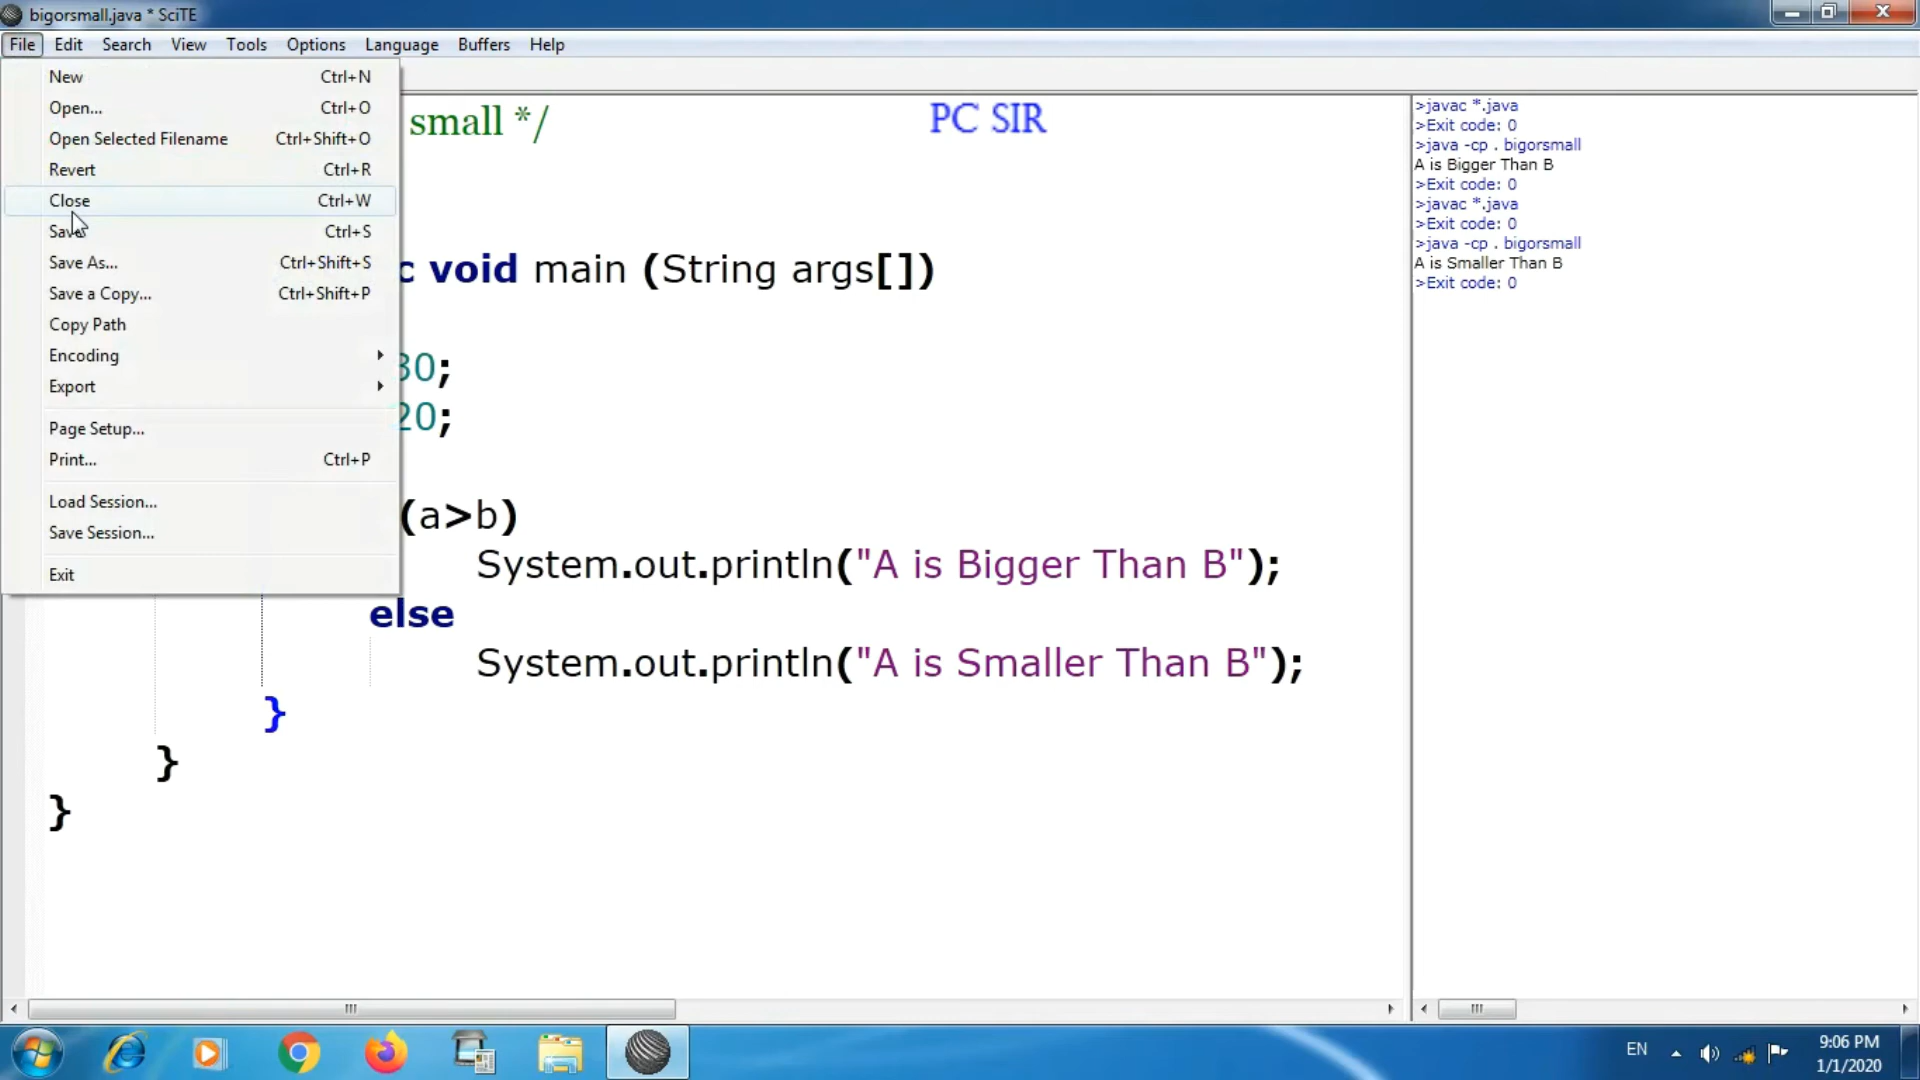 bigorsmall.java * SciTE
File Edit Search View Tools Options Language Buffers Help
New Ctrl+N
Open... Ctrl+O
Open Selected Filename Ctrl+Shift+O
Revert Ctrl+R
Close Ctrl+W
Save Ctrl+S
Save As... Ctrl+Shift+S
Save a Copy... Ctrl+Shift+P
Copy Path
Encoding
Export
Page Setup...
Print... Ctrl+P
Load Session...
Save Session...
Exit
small */
PC SIR
c void main (String args[])
30;
20;
(a>b)
System.out.println("A is Bigger Than B");
else
System.out.println("A is Smaller Than B");
}
}
}
>javac *.java
>Exit code: 0
>java -cp . bigorsmall
A is Bigger Than B
>Exit code: 0
>javac *.java
>Exit code: 0
>java -cp . bigorsmall
A is Smaller Than B
>Exit code: 0
EN
9:06 PM
1/1/2020